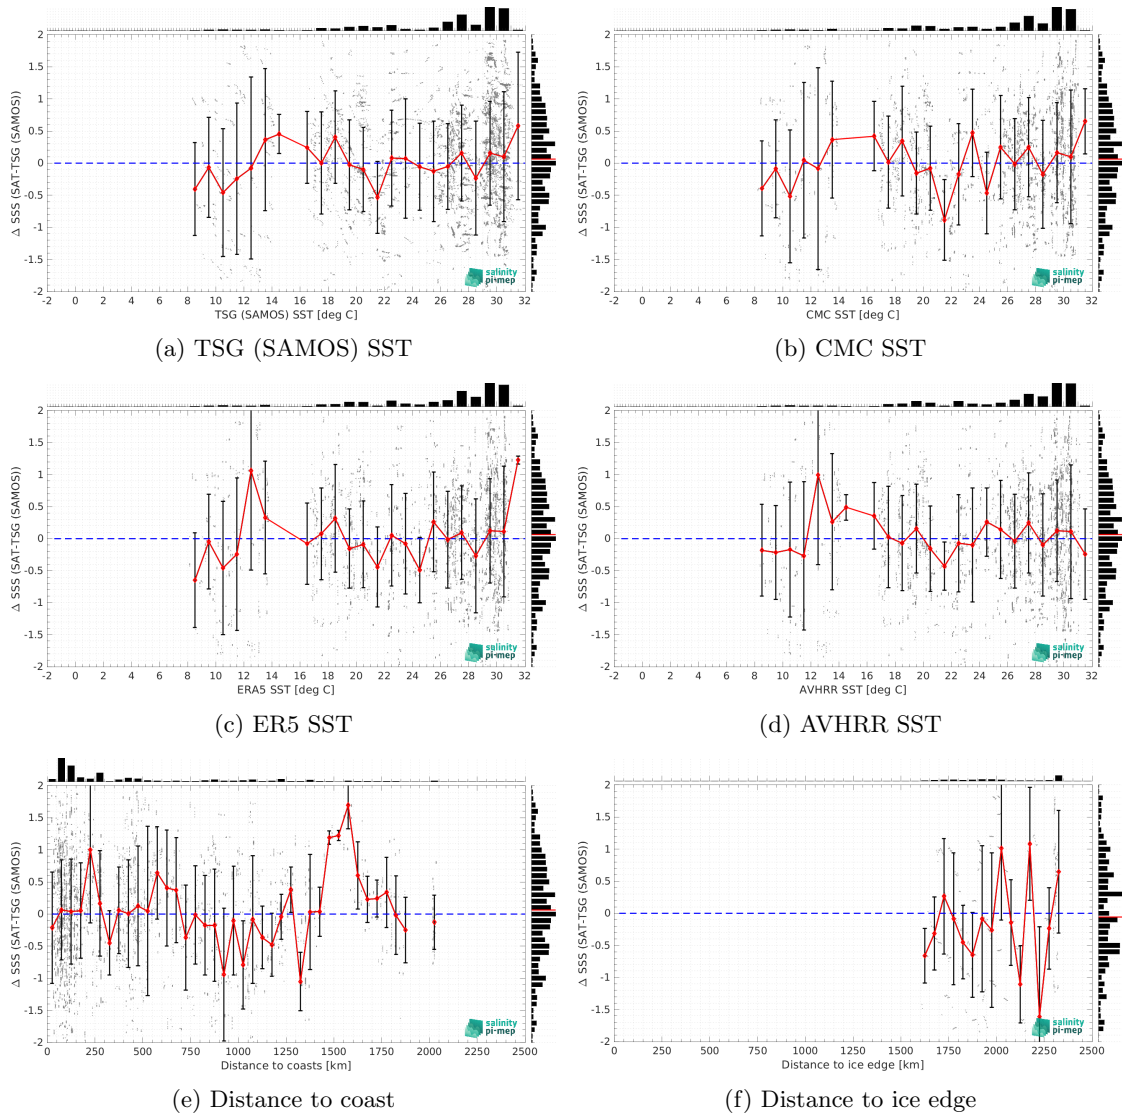 2
1.5
1
0.5
0
-0.5
-1
-1.5
-2
Δ SSS (SAT-TSG (SAMOS))
-2 0 2 4 6 8 10 12 14 16 18 20 22 24 26 28 30 32
TSG (SAMOS) SST [deg C]
salinity
pi-mep
(a) TSG (SAMOS) SST
2
1.5
1
0.5
0
-0.5
-1
-1.5
-2
Δ SSS (SAT-TSG (SAMOS))
-2 0 2 4 6 8 10 12 14 16 18 20 22 24 26 28 30 32
CMC SST [deg C]
salinity
pi-mep
(b) CMC SST
2
1.5
1
0.5
0
-0.5
-1
-1.5
-2
Δ SSS (SAT-TSG (SAMOS))
-2 0 2 4 6 8 10 12 14 16 18 20 22 24 26 28 30 32
ERA5 SST [deg C]
salinity
pi-mep
(c) ER5 SST
2
1.5
1
0.5
0
-0.5
-1
-1.5
-2
Δ SSS (SAT-TSG (SAMOS))
-2 0 2 4 6 8 10 12 14 16 18 20 22 24 26 28 30 32
AVHRR SST [deg C]
salinity
pi-mep
(d) AVHRR SST
2
1.5
1
0.5
0
-0.5
-1
-1.5
-2
Δ SSS (SAT-TSG (SAMOS))
0 250 500 750 1000 1250 1500 1750 2000 2250 2500
Distance to coasts [km]
salinity
pi-mep
(e) Distance to coast
2
1.5
1
0.5
0
-0.5
-1
-1.5
-2
Δ SSS (SAT-TSG (SAMOS))
0 250 500 750 1000 1250 1500 1750 2000 2250 2500
Distance to ice edge [km]
salinity
pi-mep
(f) Distance to ice edge